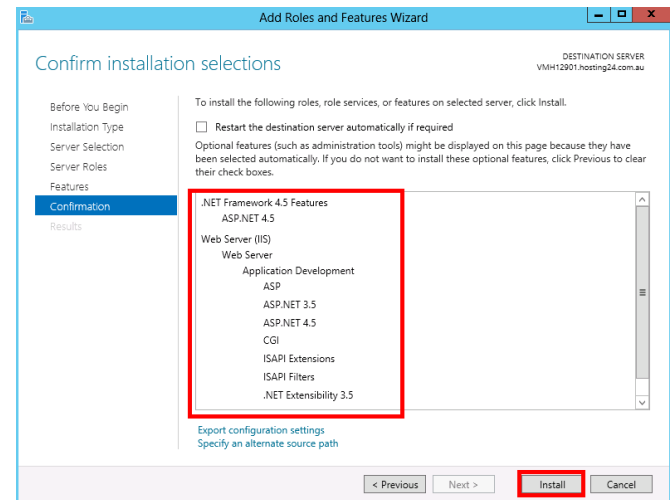 Add Roles and Features Wizard
Confirm installation selections
DESTINATION SERVER
VMH12901.hosting24.com.au
Before You Begin
Installation Type
Server Selection
Server Roles
Features
Confirmation
Results
To install the following roles, role services, or features on selected server, click Install.
Restart the destination server automatically if required
Optional features (such as administration tools) might be displayed on this page because they have
been selected automatically. If you do not want to install these optional features, click Previous to clear
their check boxes.
.NET Framework 4.5 Features
ASP.NET 4.5
Web Server (IIS)
Web Server
Application Development
ASP
ASP.NET 3.5
ASP.NET 4.5
CGI
ISAPI Extensions
ISAPI Filters
.NET Extensibility 3.5
Export configuration settings
Specify an alternate source path
< Previous
Next >
Install
Cancel